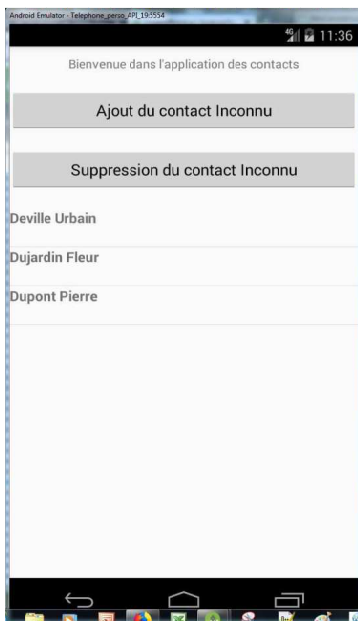 Android Emulator - Telephone_perso_API_19:5554
4G 11:36
Bienvenue dans l'application des contacts
Ajout du contact Inconnu
Suppression du contact Inconnu
Deville Urbain
Dujardin Fleur
Dupont Pierre